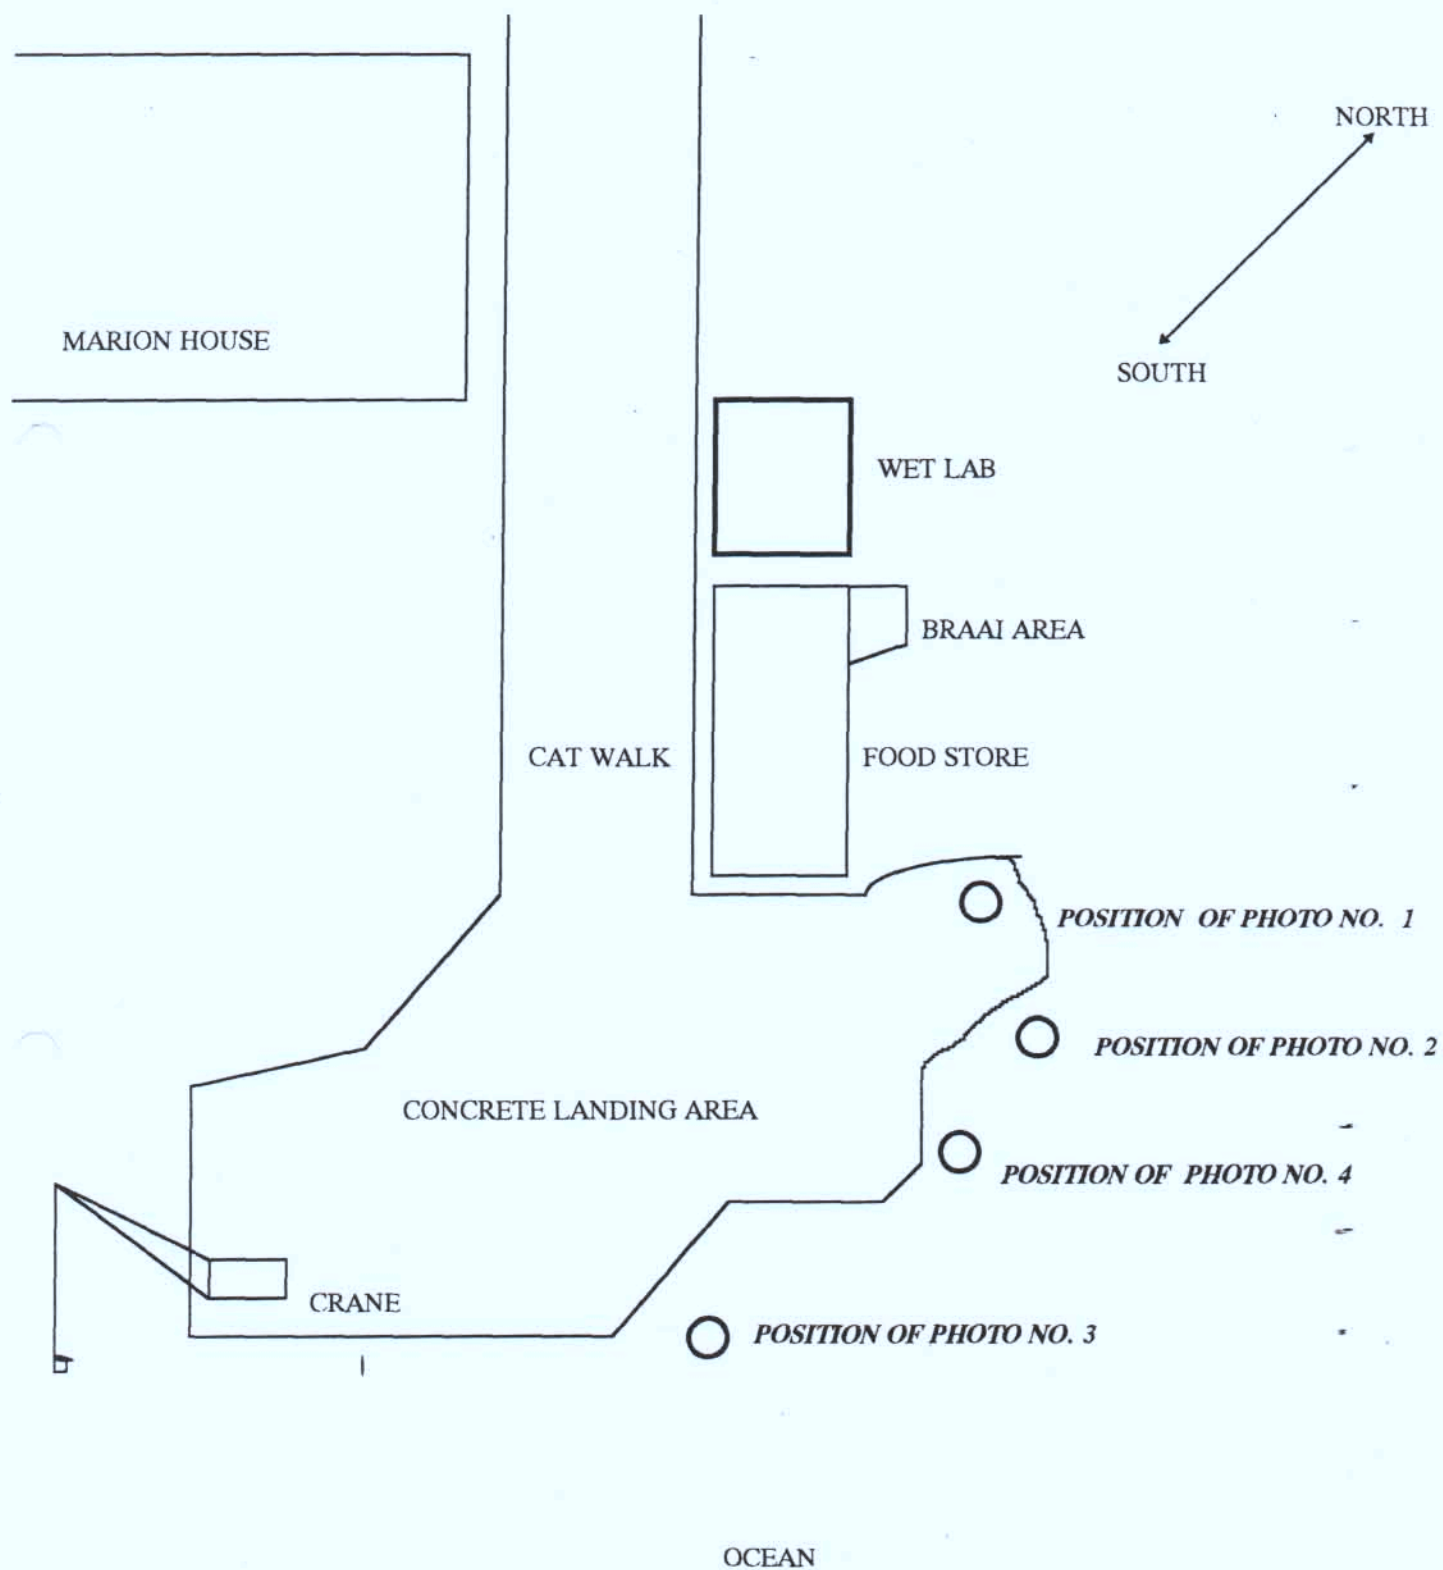 NORTH
MARION HOUSE
SOUTH
WET LAB
BRAAI AREA
CAT WALK
FOOD STORE
POSITION OF PHOTO NO. 1
POSITION OF PHOTO NO. 2
CONCRETE LANDING AREA
POSITION OF PHOTO NO. 4
CRANE
POSITION OF PHOTO NO. 3
OCEAN